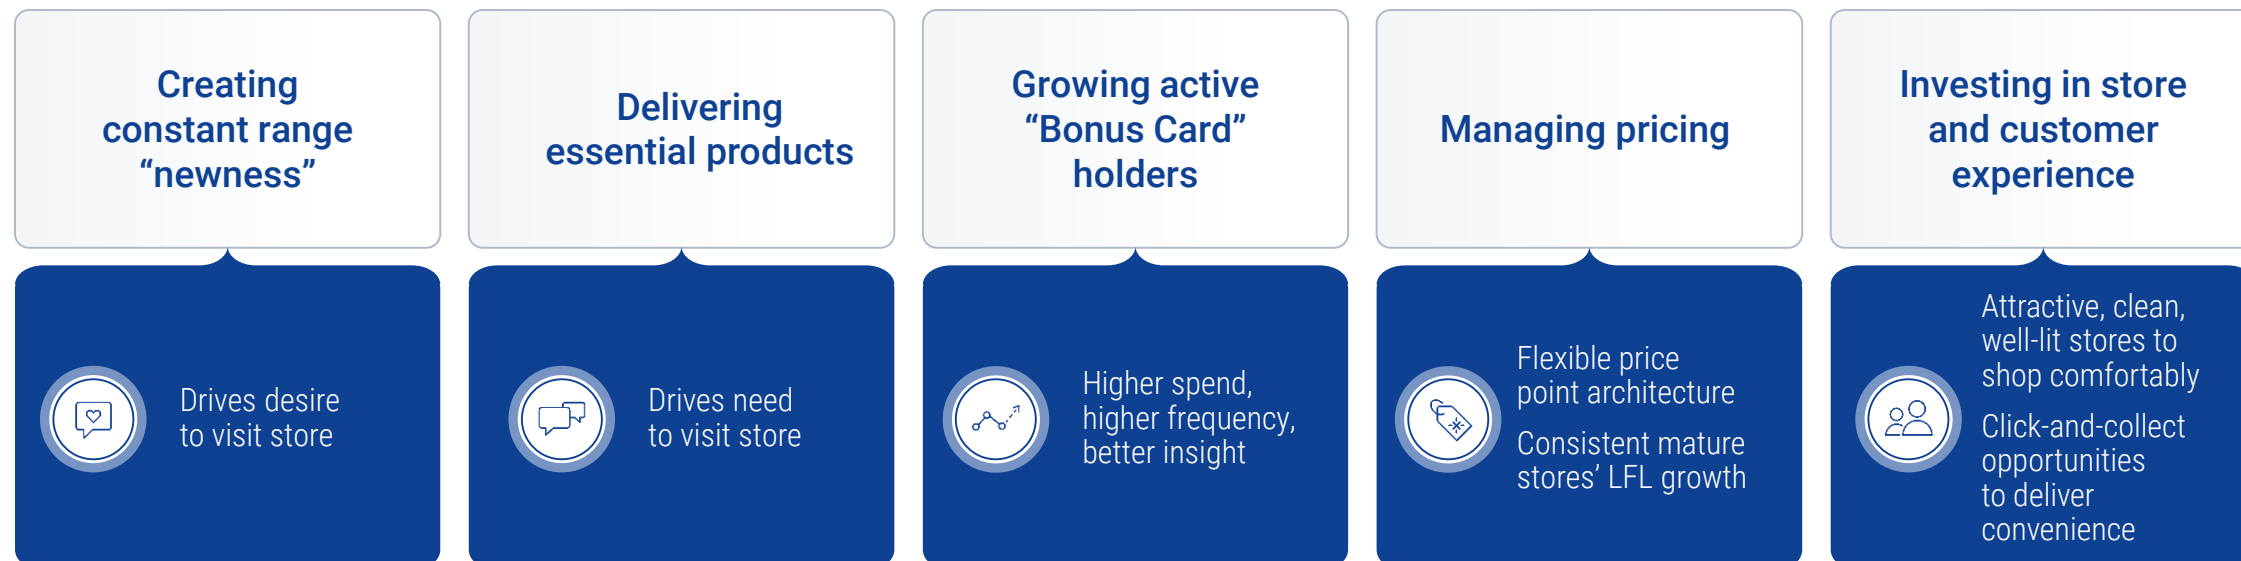 Creating
constant range
“newness”
Drives desire
to visit store
Delivering
essential products
Drives need
to visit store
Growing active
“Bonus Card”
holders
Higher spend,
higher frequency,
better insight
Managing pricing
Flexible price
point architecture
Consistent mature
stores’ LFL growth
Investing in store
and customer
experience
Attractive, clean,
well-lit stores to
shop comfortably
Click-and-collect
opportunities
to deliver
convenience